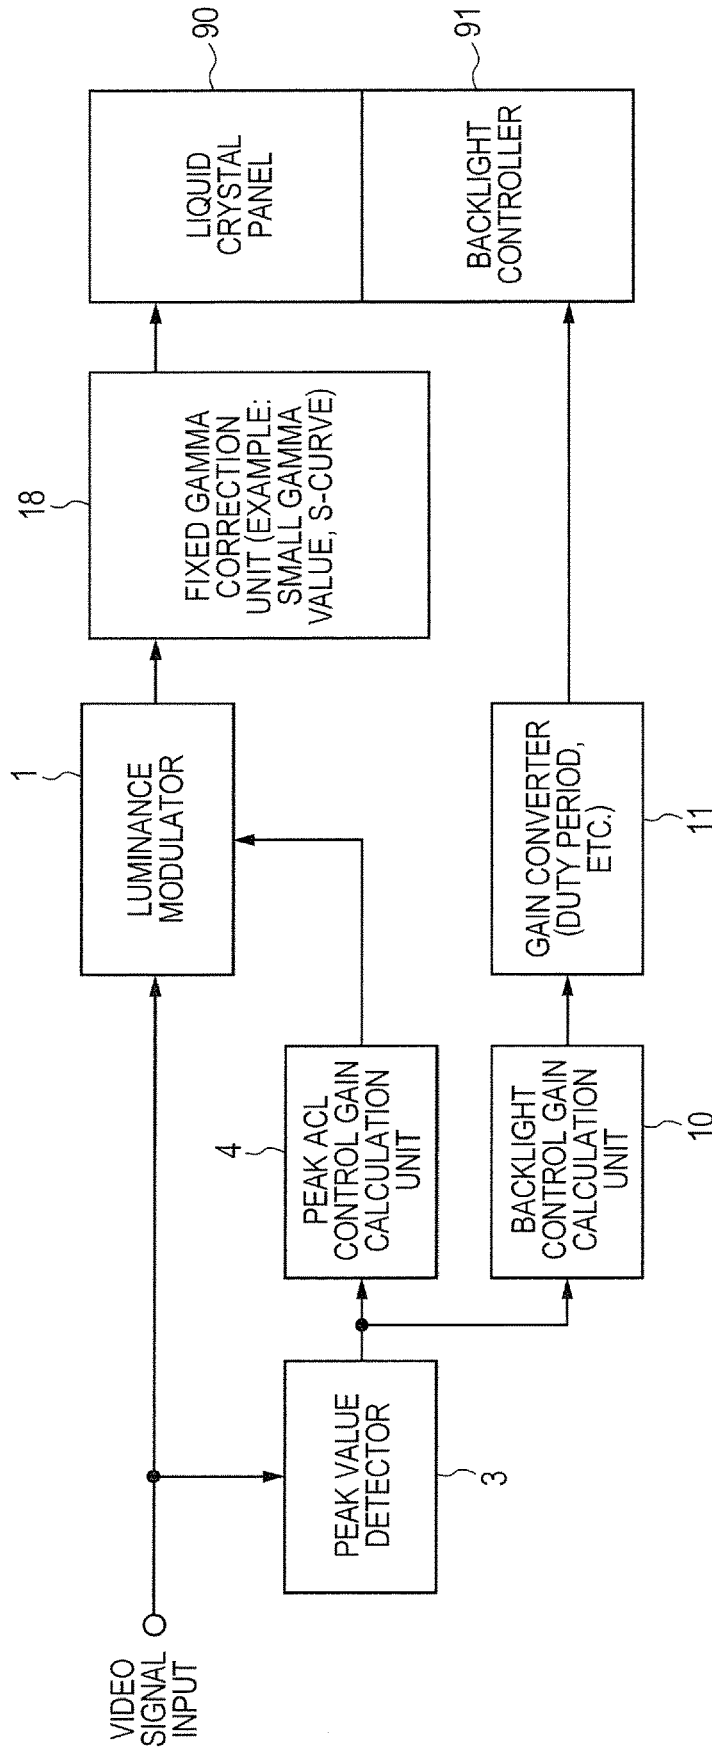 VIDEO
SIGNAL
INPUT
PEAK VALUE
DETECTOR
3
PEAK ACL
CONTROL GAIN
CALCULATION
UNIT
4
BACKLIGHT
CONTROL GAIN
CALCULATION
UNIT
10
LUMINANCE
MODULATOR
1
GAIN CONVERTER
(DUTY PERIOD,
ETC.)
11
FIXED GAMMA
CORRECTION
UNIT (EXAMPLE:
SMALL GAMMA
VALUE, S-CURVE)
18
LIQUID
CRYSTAL
PANEL
90
BACKLIGHT
CONTROLLER
91